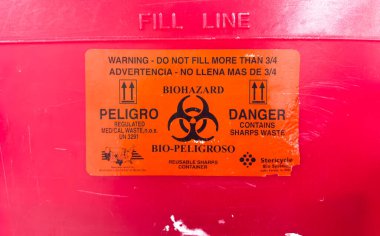 FILL LINE
WARNING - DO NOT FILL MORE THAN 3/4
ADVERTENCIA - NO LLENA MAS DE 3/4
BIOHAZARD
PELIGRO
REGULATED
MEDICAL WASTE, n.o.s.
UN 3291
DANGER
CONTAINS
SHARPS WASTE
BIO-PELIGROSO
REUSABLE SHARPS
CONTAINER
Stericycle